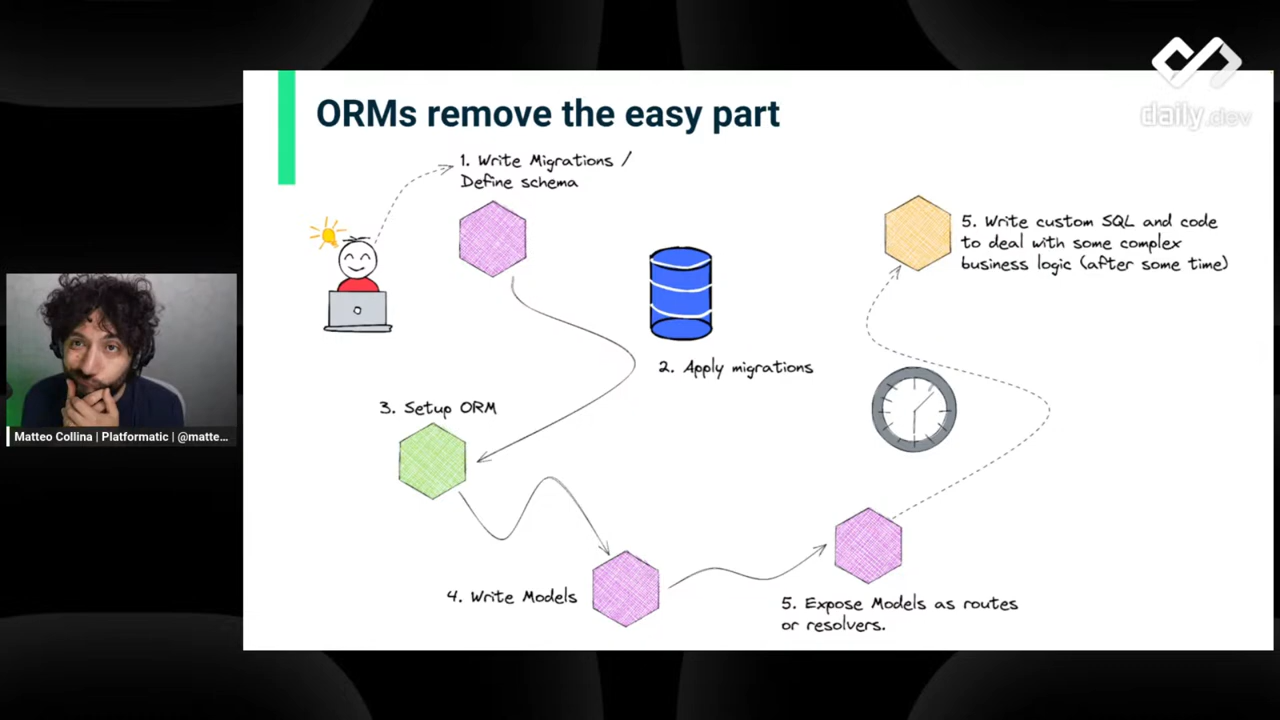 daily.dev
ORMs remove the easy part
1. Write Migrations /
Define schema
5. Write custom SQL and code
to deal with some complex
business logic (after some time)
2. Apply migrations
3. Setup ORM
4. Write Models
5. Expose Models as routes
or resolvers.
Matteo Collina | Platformatic | @matte...